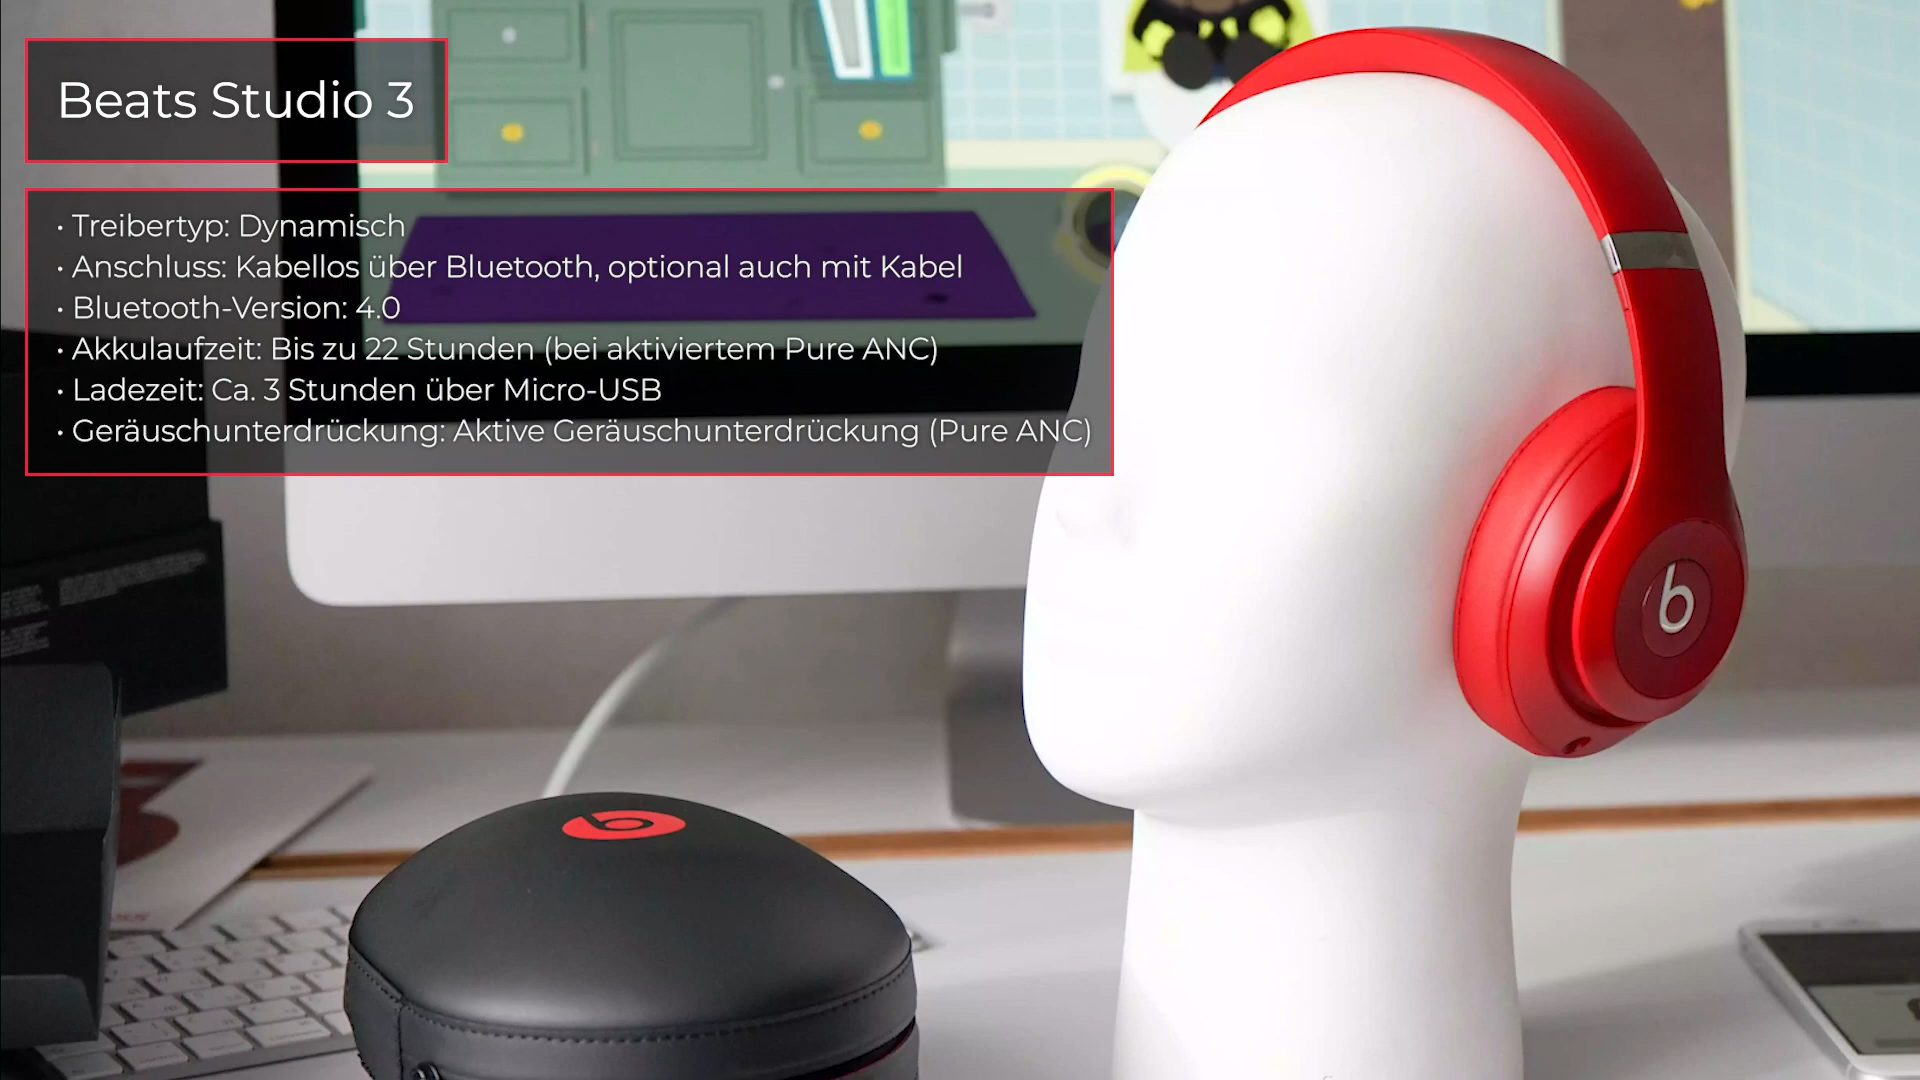 Beats Studio 3
• Treibertyp: Dynamisch
• Anschluss: Kabellos über Bluetooth, optional auch mit Kabel
• Bluetooth-Version: 4.0
• Akkulaufzeit: Bis zu 22 Stunden (bei aktiviertem Pure ANC)
• Ladezeit: Ca. 3 Stunden über Micro-USB
• Geräuschunterdrückung: Aktive Geräuschunterdrückung (Pure ANC)
b
b